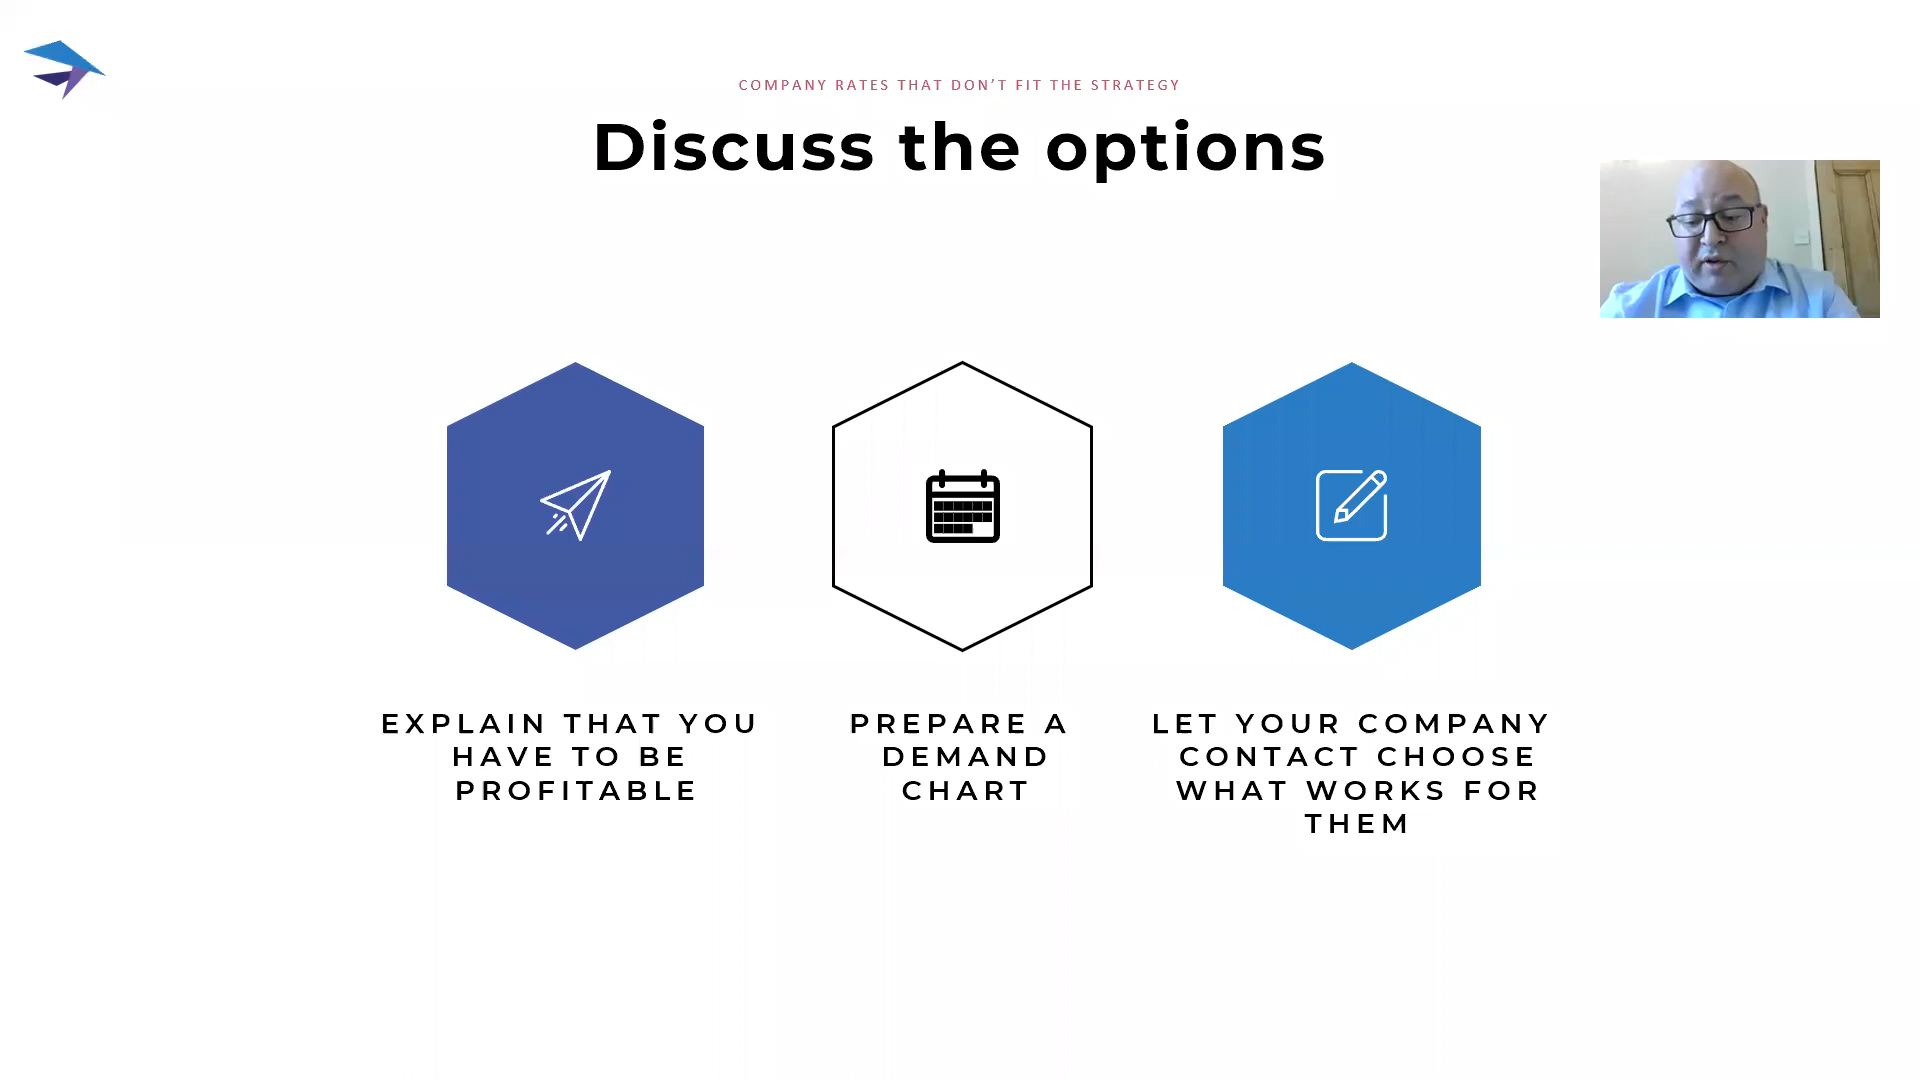 COMPANY RATES THAT DON’T FIT THE STRATEGY
Discuss the options
EXPLAIN THAT YOU
HAVE TO BE
PROFITABLE
PREPARE A
DEMAND
CHART
LET YOUR COMPANY
CONTACT CHOOSE
WHAT WORKS FOR
THEM